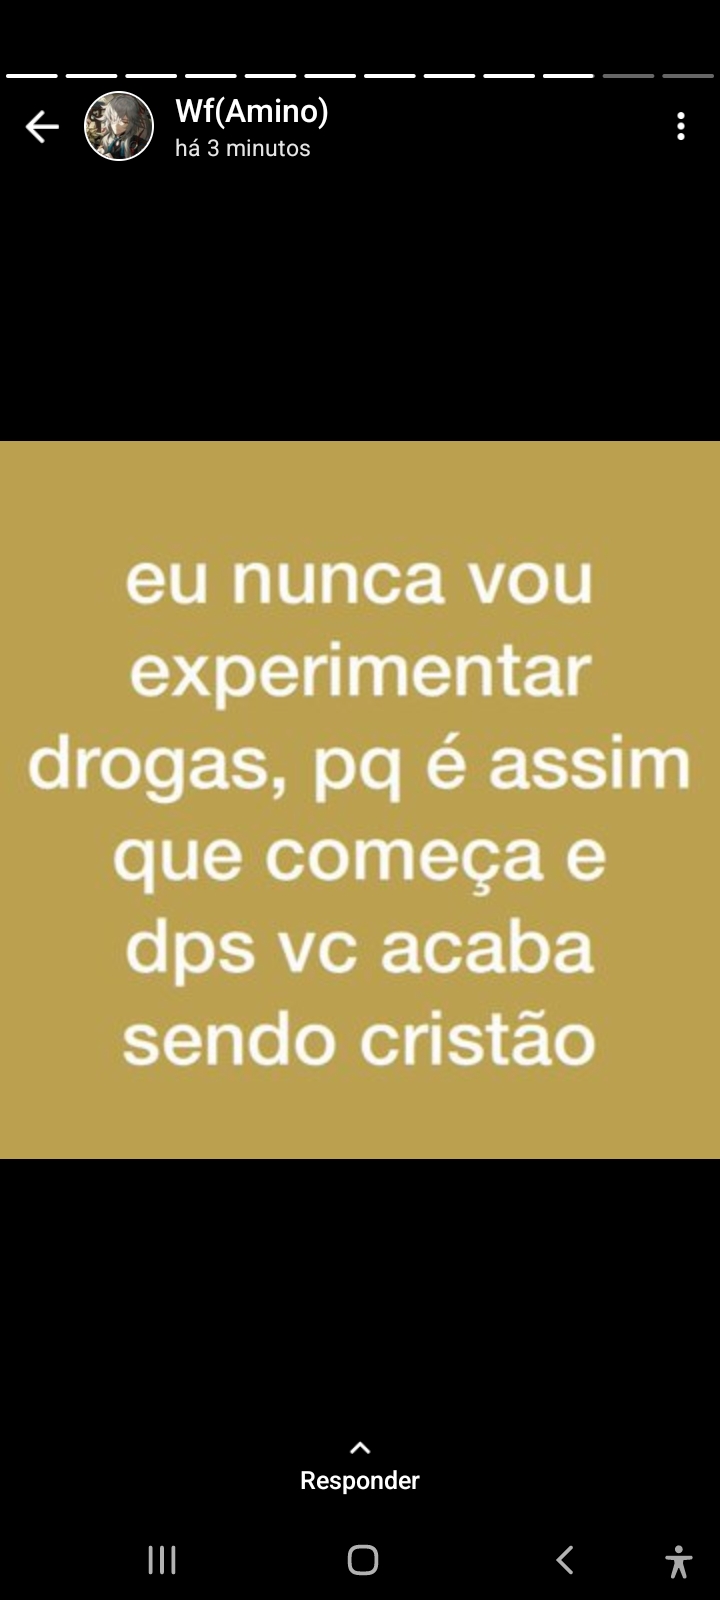 Wf(Amino)
há 3 minutos
eu nunca vou
experimentar
drogas, pq é assim
que começa e
dps vc acaba
sendo cristão
Responder